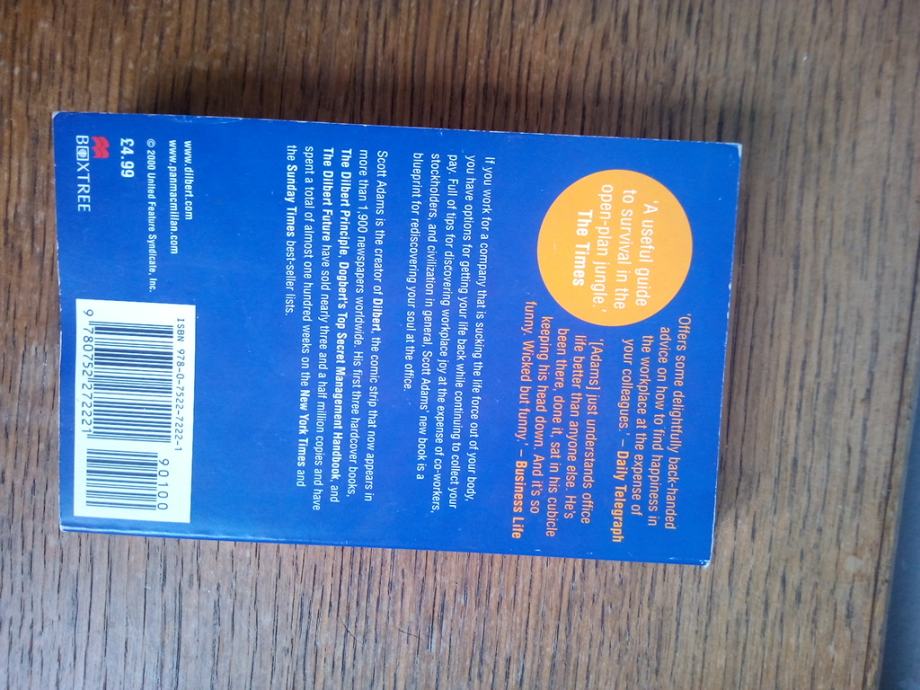 'A useful guide
to survival in the
open-plan jungle,'
The Times
'Offers some delightfully back-handed
advice on how to find happiness in
the workplace at the expense of
your colleagues.' – Daily Telegraph
'[Adams] just understands office
life better than anyone else. He's
been there, done it, sat in his cubicle
keeping his head down. And it's so
funny. Wicked but funny.' – Business Life
If you work for a company that is sucking the life force out of your body,
you have options for getting your life back while continuing to collect your
pay. Full of tips for discovering workplace joy at the expense of co-workers,
stockholders, and civilization in general, Scott Adams' new book is a
blueprint for rediscovering your soul at the office.
Scott Adams is the creator of Dilbert, the comic strip that now appears in
more than 1,900 newspapers worldwide. His first three hardcover books,
The Dilbert Principle, Dogbert's Top Secret Management Handbook, and
The Dilbert Future have sold nearly three and a half million copies and have
spent a total of almost one hundred weeks on the New York Times and
the Sunday Times best-seller lists.
www.dilbert.com
www.panmacmillan.com
© 2000 United Feature Syndicate, Inc.
£4.99
BOXTREE
ISBN 978-0-7522-7222-1
90100
9 780752 272221